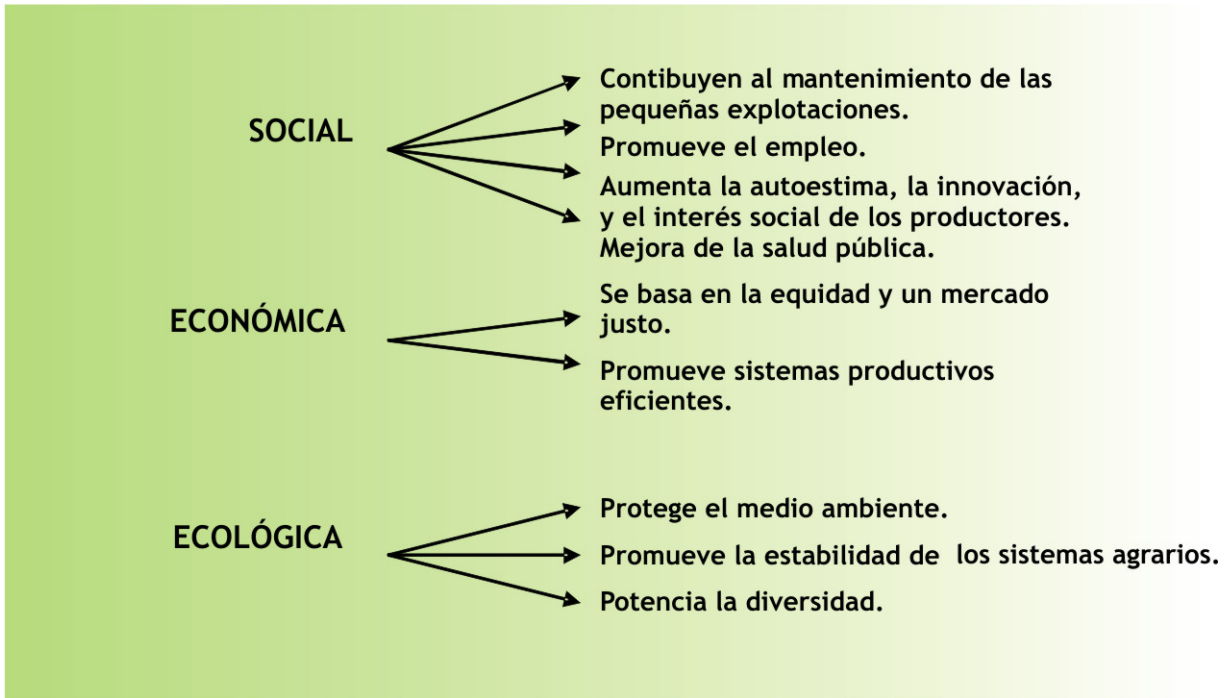 SOCIAL
Contibuyen al mantenimiento de las
pequeñas explotaciones.
Promueve el empleo.
Aumenta la autoestima, la innovación,
y el interés social de los productores.
Mejora de la salud pública.
ECONÓMICA
Se basa en la equidad y un mercado
justo.
Promueve sistemas productivos
eficientes.
ECOLÓGICA
Protege el medio ambiente.
Promueve la estabilidad de los sistemas agrarios.
Potencia la diversidad.